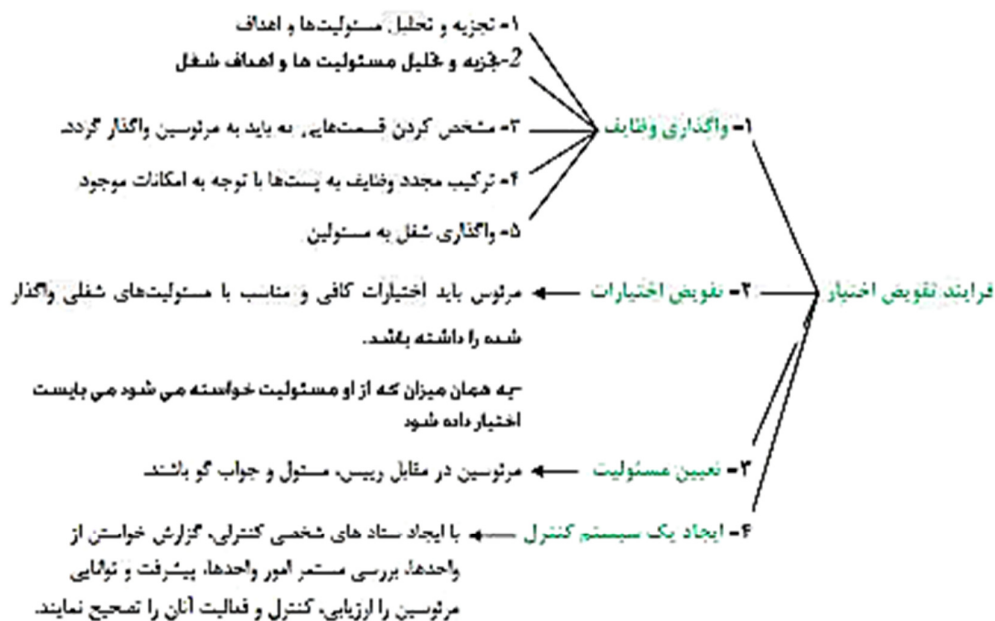 فرایند تفویض اختیار
۱- واگذاری وظایف
۱- تجزیه و تحلیل مسئولیت‌ها و اهداف
2-تجزیه و تحلیل مسئولیت ها و اهداف شغل
۳- مشخص کردن قسمت‌هایی که باید به مرئوسین واگذار گردد.
۴- ترکیب مجدد وظایف به پست‌ها با توجه به امکانات موجود.
۵- واگذاری شغل به مسئولین
۲- تفویض اختیارات
مرئوس باید اختیارات کافی و مناسب با مسئولیت‌های شغلی واگذار
شده را داشته باشد.
-به همان میزان که از او مسئولیت خواسته می شود می بایست
اختیار داده شود
۳- تعیین مسئولیت
مرئوسین در مقابل رییس، مسئول و جواب گو باشند.
۴- ایجاد یک سیستم کنترل
با ایجاد ستاد های شخصی کنترلی، گزارش خواستن از
واحدها، بررسی مستمر امور واحدها، پیشرفت و توانایی
مرئوسین را ارزیابی، کنترل و فعالیت آنان را تصحیح نمایند.